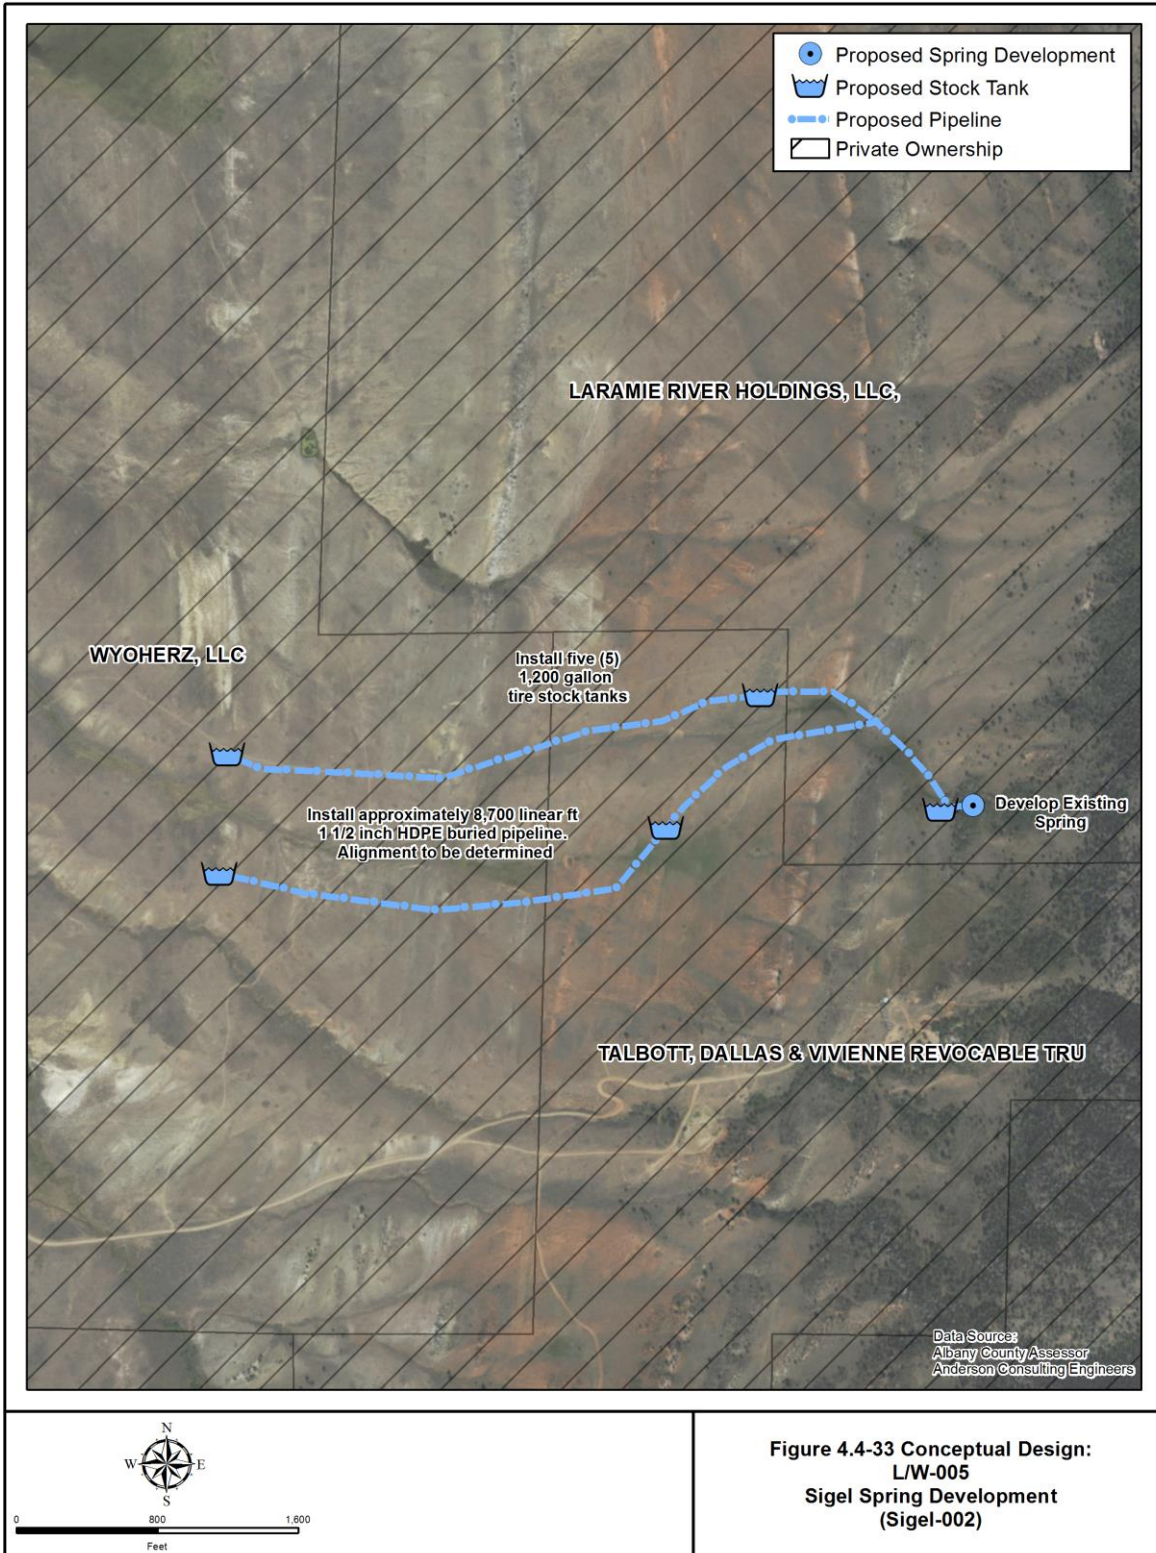 Proposed Spring Development
Proposed Stock Tank
Proposed Pipeline
Private Ownership
LARAMIE RIVER HOLDINGS, LLC,
WYOHERZ, LLC
Install five (5)
1,200 gallon
tire stock tanks
Install approximately 8,700 linear ft
1 1/2 inch HDPE buried pipeline.
Alignment to be determined
Develop Existing
Spring
TALBOTT, DALLAS & VIVIENNE REVOCABLE TRU
Data Source:
Albany County Assessor
Anderson Consulting Engineers
N
W E
S
0 800 1,600
Feet
Figure 4.4-33 Conceptual Design:
L/W-005
Sigel Spring Development
(Sigel-002)